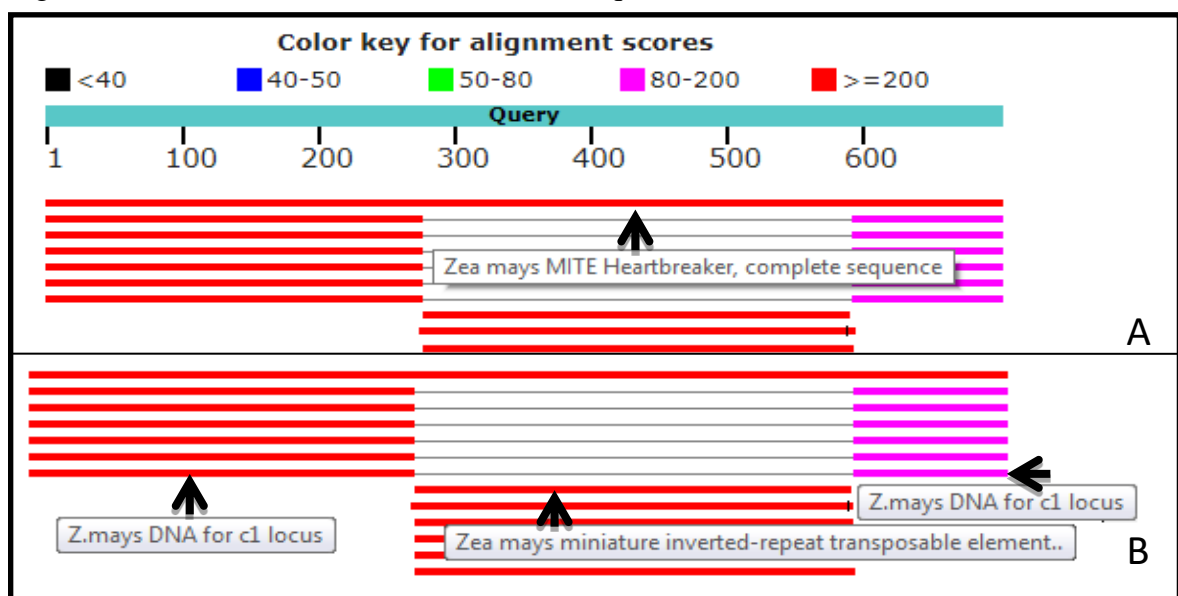 Color key for alignment scores
<40 40-50 50-80 80-200 >=200
Query
1 100 200 300 400 500 600
Zea mays MITE Heartbreaker, complete sequence
A
Z.mays DNA for c1 locus
Z.mays DNA for c1 locus
Zea mays miniature inverted-repeat transposable element..
B